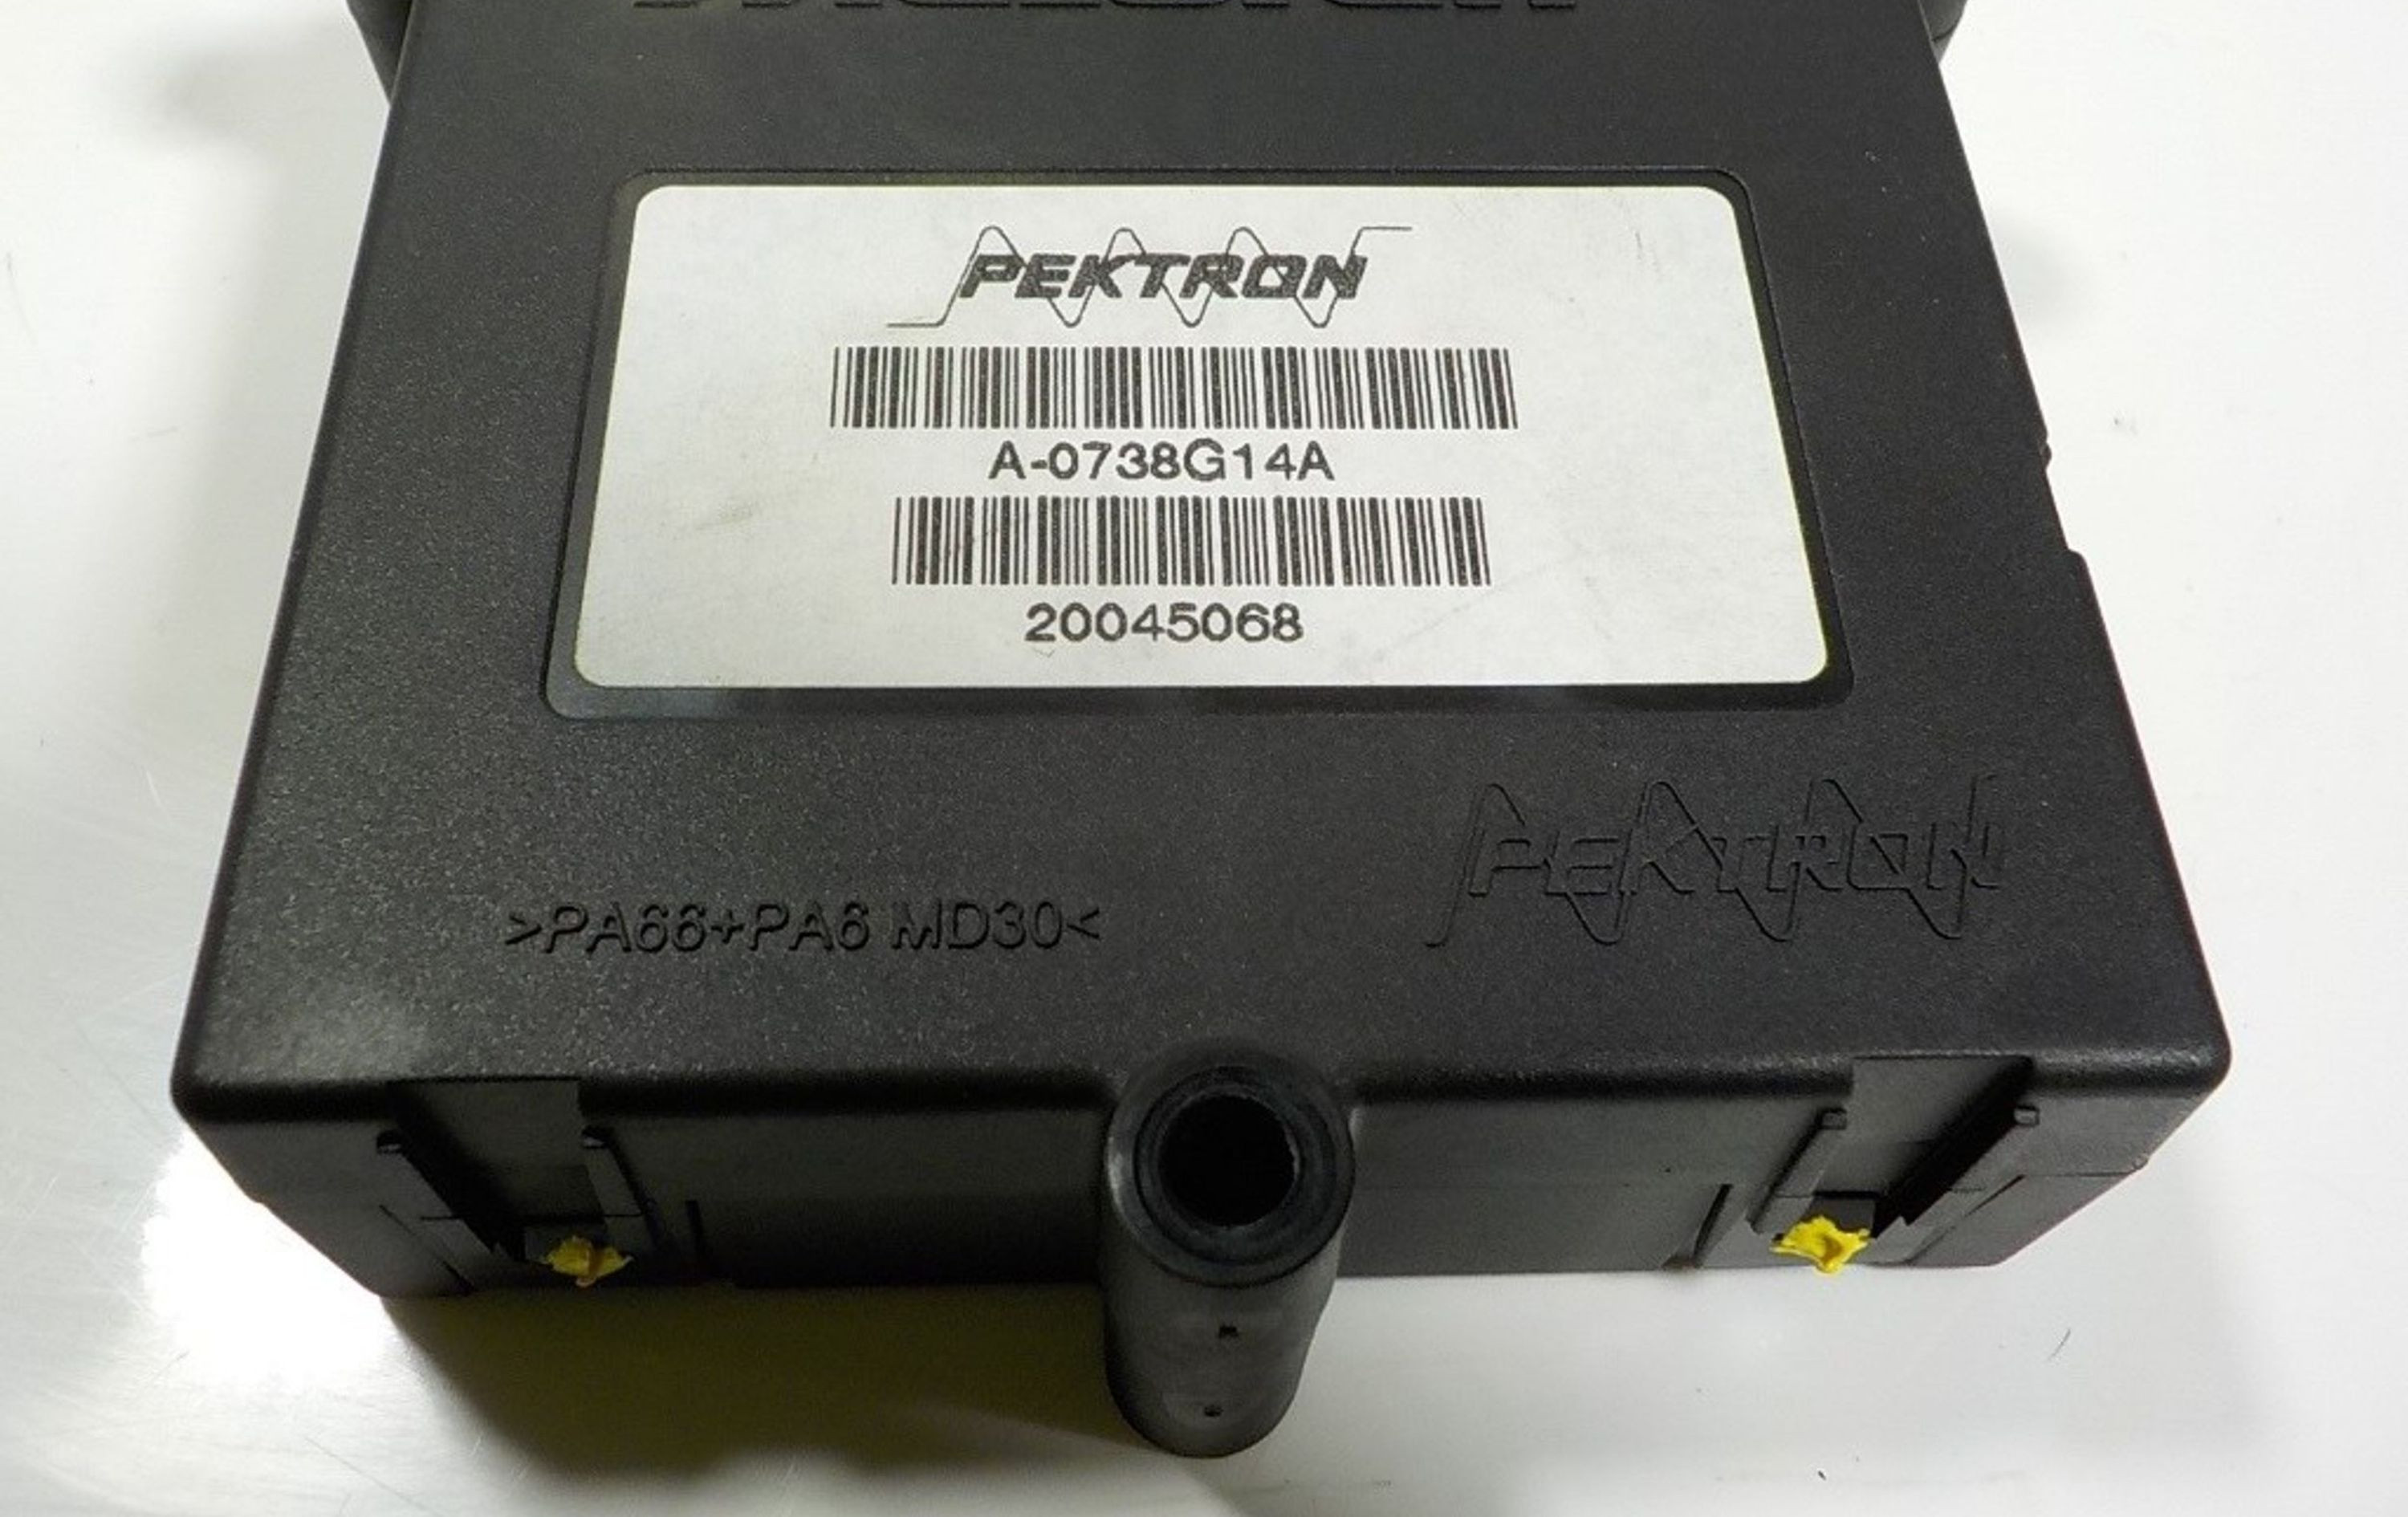 PEKTRON
A-0738G14A
20045068
PEKTRON
>PA66+PA6 MD30<